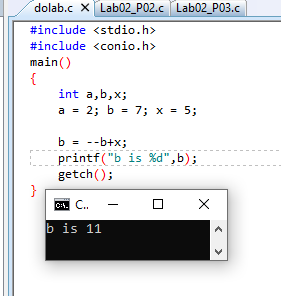 dolab.c Lab02_P02.c Lab02_P03.c
#include <stdio.h>
#include <conio.h>
main()
{
int a,b,x;
a = 2; b = 7; x = 5;
b = --b+x;
printf("b is %d",b);
getch();
}
C:\. C..
b is 11